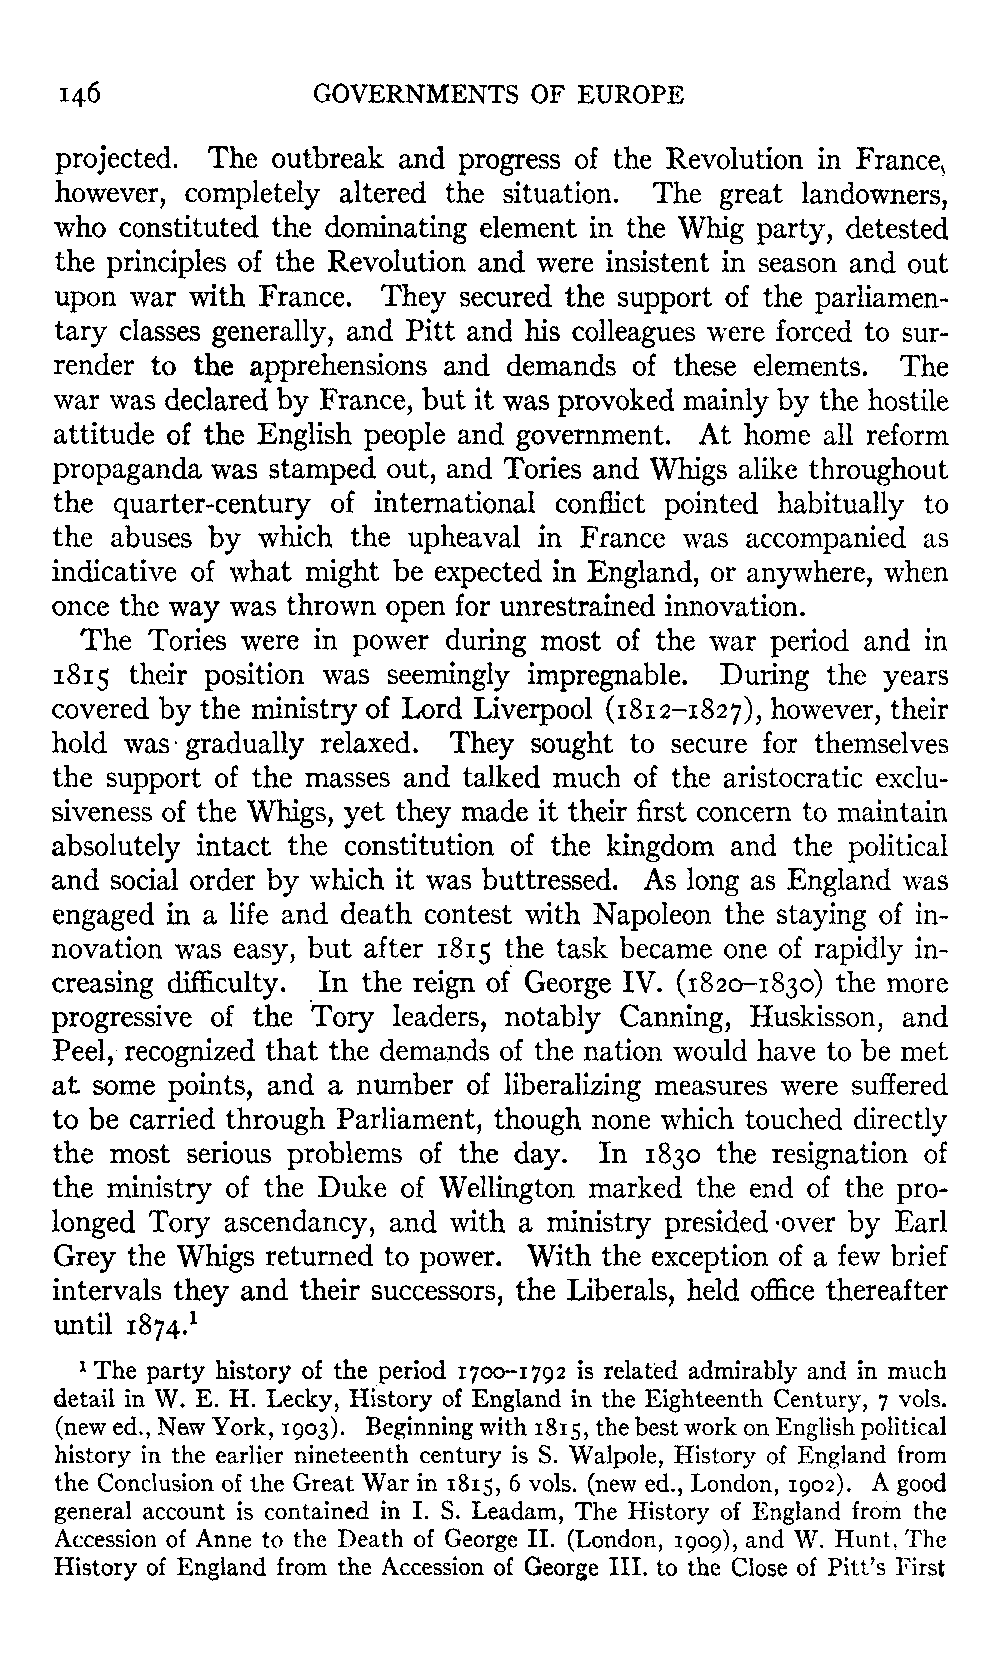 146 GOVERNMENTS OF EUROPE
projected. The outbreak and progress of the Revolution in France,
however, completely altered the situation. The great landowners,
who constituted the dominating element in the Whig party, detested
the principles of the Revolution and were insistent in season and out
upon war with France. They secured the support of the parliamen-
tary classes generally, and Pitt and his colleagues were forced to sur-
render to the apprehensions and demands of these elements. The
war was declared by France, but it was provoked mainly by the hostile
attitude of the English people and government. At home all reform
propaganda was stamped out, and Tories and Whigs alike throughout
the quarter-century of international conflict pointed habitually to
the abuses by which the upheaval in France was accompanied as
indicative of what might be expected in England, or anywhere, when
once the way was thrown open for unrestrained innovation.
The Tories were in power during most of the war period and in
1815 their position was seemingly impregnable. During the years
covered by the ministry of Lord Liverpool (1812–1827), however, their
hold was gradually relaxed. They sought to secure for themselves
the support of the masses and talked much of the aristocratic exclu-
siveness of the Whigs, yet they made it their first concern to maintain
absolutely intact the constitution of the kingdom and the political
and social order by which it was buttressed. As long as England was
engaged in a life and death contest with Napoleon the staying of in-
novation was easy, but after 1815 the task became one of rapidly in-
creasing difficulty. In the reign of George IV. (1820–1830) the more
progressive of the Tory leaders, notably Canning, Huskisson, and
Peel, recognized that the demands of the nation would have to be met
at some points, and a number of liberalizing measures were suffered
to be carried through Parliament, though none which touched directly
the most serious problems of the day. In 1830 the resignation of
the ministry of the Duke of Wellington marked the end of the pro-
longed Tory ascendancy, and with a ministry presided over by Earl
Grey the Whigs returned to power. With the exception of a few brief
intervals they and their successors, the Liberals, held office thereafter
until 1874.¹
¹ The party history of the period 1700–1792 is related admirably and in much
detail in W. E. H. Lecky, History of England in the Eighteenth Century, 7 vols.
(new ed., New York, 1903). Beginning with 1815, the best work on English political
history in the earlier nineteenth century is S. Walpole, History of England from
the Conclusion of the Great War in 1815, 6 vols. (new ed., London, 1902). A good
general account is contained in I. S. Leadam, The History of England from the
Accession of Anne to the Death of George II. (London, 1909), and W. Hunt, The
History of England from the Accession of George III. to the Close of Pitt's First